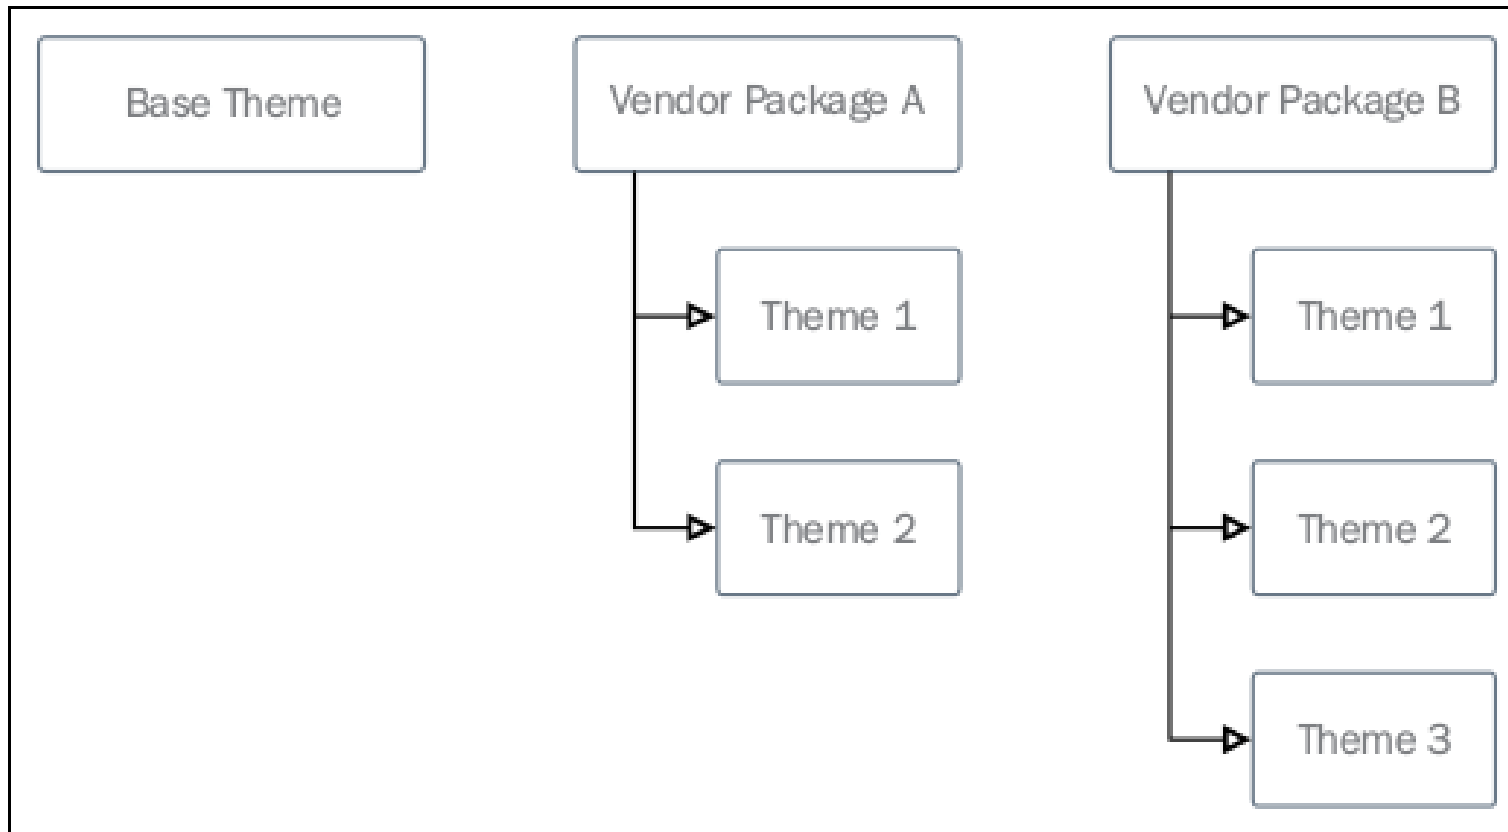 Base Theme
Vendor Package A
Theme 1
Theme 2
Vendor Package B
Theme 1
Theme 2
Theme 3